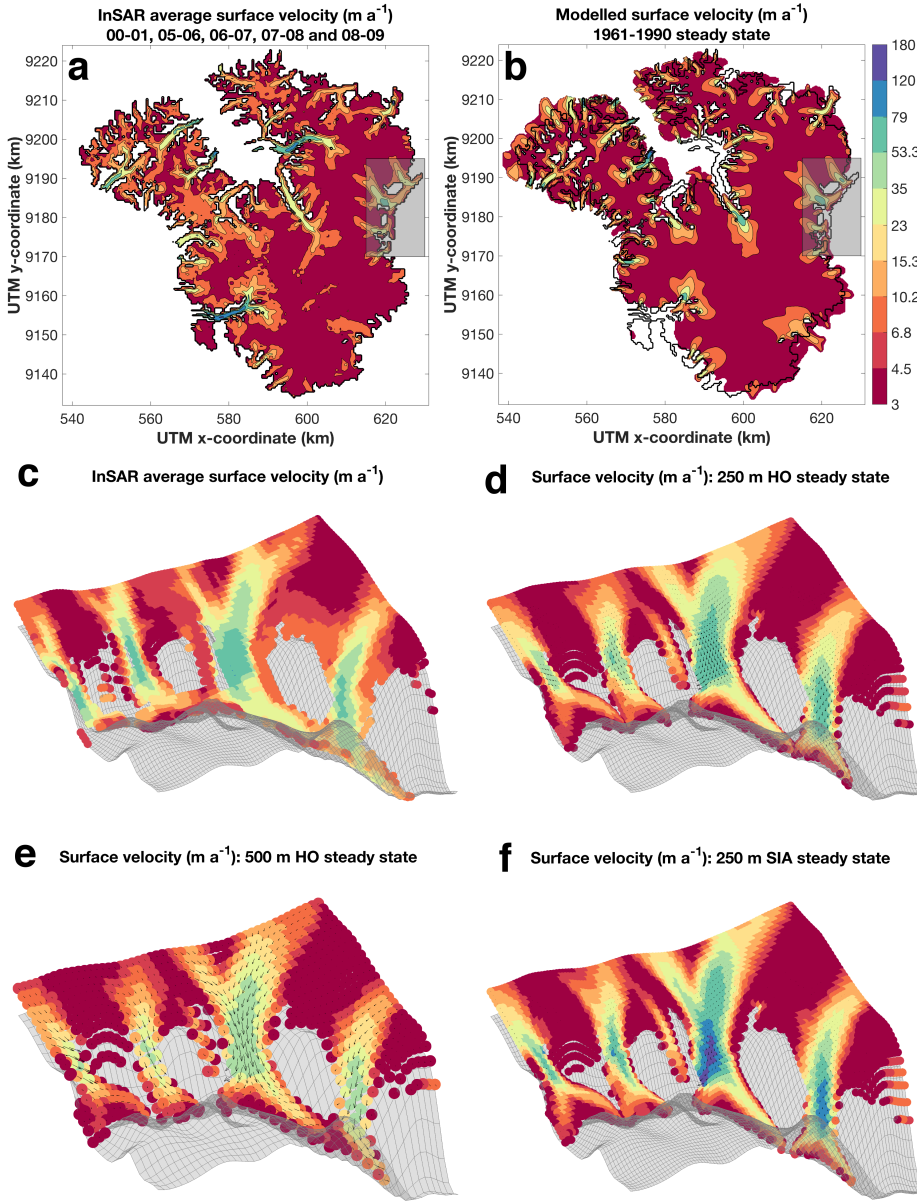 InSAR average surface velocity (m a⁻¹)
00-01, 05-06, 06-07, 07-08 and 08-09
Modelled surface velocity (m a⁻¹)
1961-1990 steady state
a
b
9220
9210
9200
9190
9180
9170
9160
9150
9140
UTM y-coordinate (km)
540
560
580
600
620
UTM x-coordinate (km)
9220
9210
9200
9190
9180
9170
9160
9150
9140
UTM y-coordinate (km)
540
560
580
600
620
UTM x-coordinate (km)
180
120
79
53.3
35
23
15.3
10.2
6.8
4.5
3
c
InSAR average surface velocity (m a⁻¹)
d
Surface velocity (m a⁻¹): 250 m HO steady state
e
Surface velocity (m a⁻¹): 500 m HO steady state
f
Surface velocity (m a⁻¹): 250 m SIA steady state